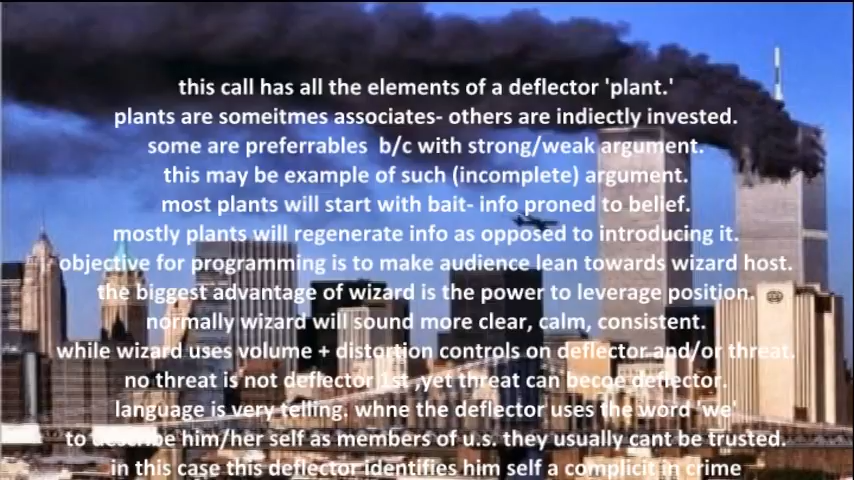 this call has all the elements of a deflector 'plant.'
plants are someitmes associates- others are indiectly invested.
some are preferrables b/c with strong/weak argument.
this may be example of such (incomplete) argument.
most plants will start with bait- info proned to belief.
mostly plants will regenerate info as opposed to introducing it.
objective for programming is to make audience lean towards wizard host.
the biggest advantage of wizard is the power to leverage position.
normally wizard will sound more clear, calm, consistent.
while wizard uses volume + distortion controls on deflector and/or threat.
no threat is not deflector 1st ,yet threat can becoe deflector.
language is very telling. whne the deflector uses the word 'we'
to describe him/her self as members of u.s. they usually cant be trusted.
in this case this deflector identifies him self a complicit in crime